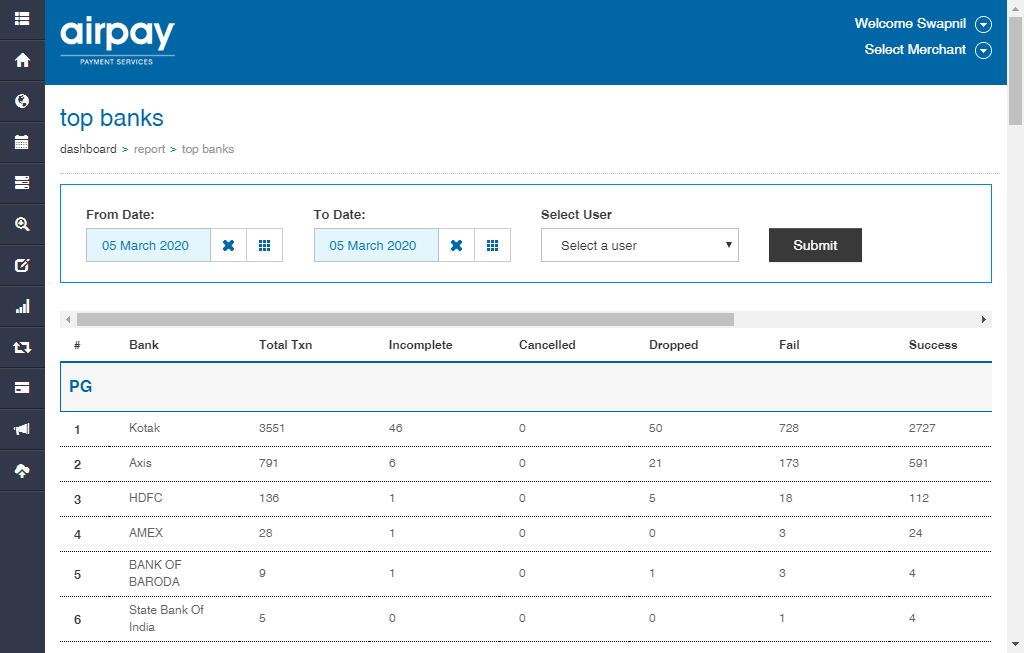 airpay
PAYMENT SERVICES
Welcome Swapnil
Select Merchant
top banks
dashboard > report > top banks
From Date: To Date: Select User
05 March 2020 05 March 2020 Select a user Submit
# Bank Total Txn Incomplete Cancelled Dropped Fail Success
PG
1 Kotak 3551 46 0 50 728 2727
2 Axis 791 6 0 21 173 591
3 HDFC 136 1 0 5 18 112
4 AMEX 28 1 0 0 3 24
5 BANK OF BARODA 9 1 0 1 3 4
6 State Bank Of India 5 0 0 0 1 4